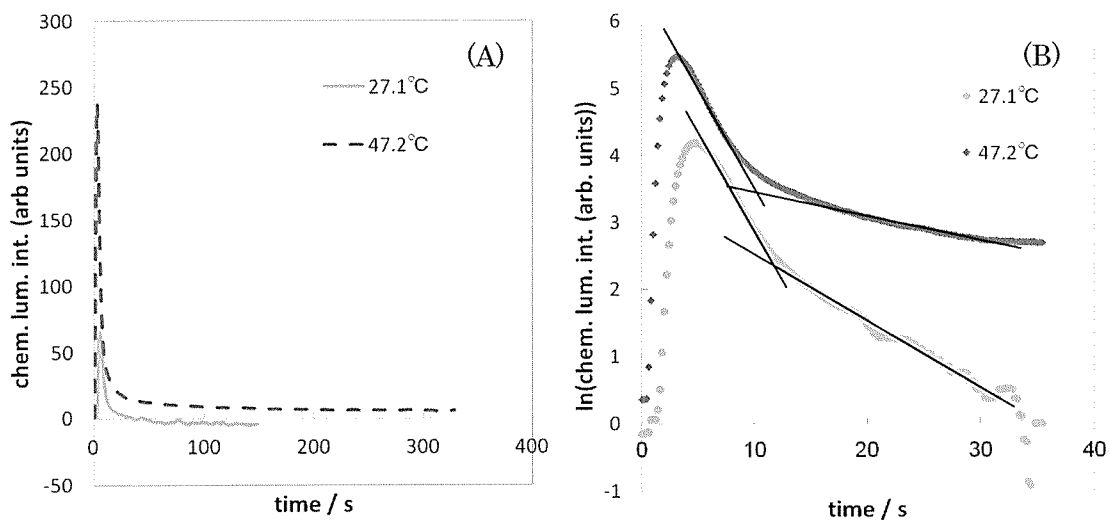 300
250
200
150
100
50
0
-50
0
100
200
300
400
chem. lum. int. (arb units)
time / s
(A)
27.1°C
47.2°C
6
5
4
3
2
1
0
-1
0
10
20
30
40
ln(chem. lum. int. (arb. units))
time / s
(B)
27.1°C
47.2°C